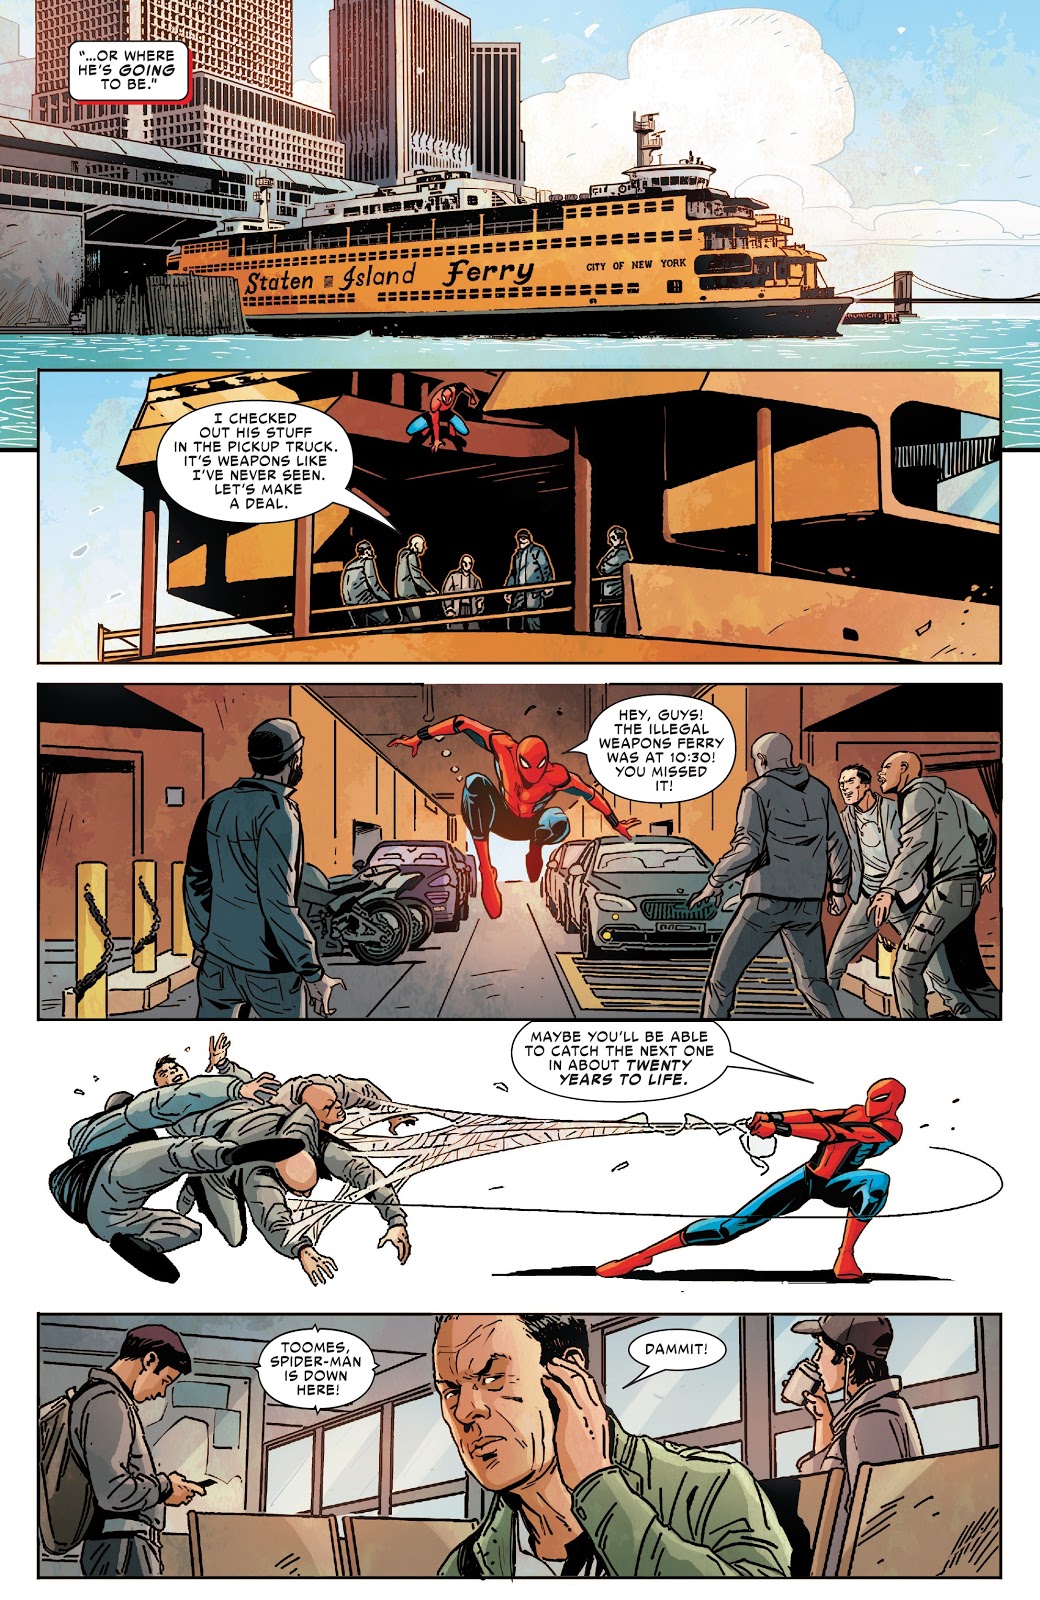 "...OR WHERE
HE'S GOING
TO BE."
Staten Island Ferry
CITY OF NEW YORK
I CHECKED
OUT HIS STUFF
IN THE PICKUP TRUCK.
IT'S WEAPONS LIKE
I'VE NEVER SEEN.
LET'S MAKE
A DEAL.
HEY, GUYS!
THE ILLEGAL
WEAPONS FERRY
WAS AT 10:30!
YOU MISSED
IT!
MAYBE YOU'LL BE ABLE
TO CATCH THE NEXT ONE
IN ABOUT TWENTY
YEARS TO LIFE.
TOOMES,
SPIDER-MAN
IS DOWN
HERE!
DAMMIT!